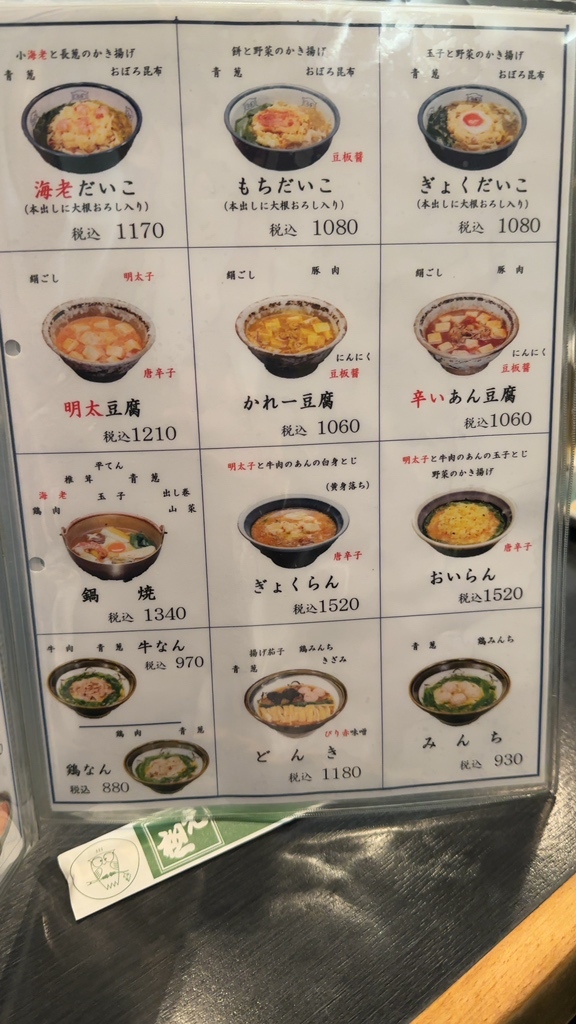 小海老と長葱のかき揚げ
青葱 おぼろ昆布
海老だいこ
(本出しに大根おろし入り)
税込 1170
餅と野菜のかき揚げ
青葱 おぼろ昆布
豆板醤
もちだいこ
(本出しに大根おろし入り)
税込 1080
玉子と野菜のかき揚げ
青葱 おぼろ昆布
ぎょくだいこ
(本出しに大根おろし入り)
税込 1080
絹ごし 明太子
唐辛子
明太豆腐
税込1210
絹ごし 豚肉
にんにく
豆板醤
かれー豆腐
税込 1060
絹ごし 豚肉
にんにく
豆板醤
辛いあん豆腐
税込1060
平てん
椎茸 青葱
海老 玉子 出し巻
鶏肉 山菜
鍋焼
税込 1340
明太子と牛肉のあんの白身とじ
(黄身落ち)
唐辛子
ぎょくらん
税込1520
明太子と牛肉のあんの玉子とじ
野菜のかき揚げ
唐辛子
おいらん
税込1520
牛肉 青葱 牛なん
税込 970
鶏肉 青葱
鶏なん
税込 880
揚げ茄子 鶏みんち
青葱 きざみ
ぴり赤味噌
どんき
税込 1180
青葱 鶏みんち
みんち
税込 930